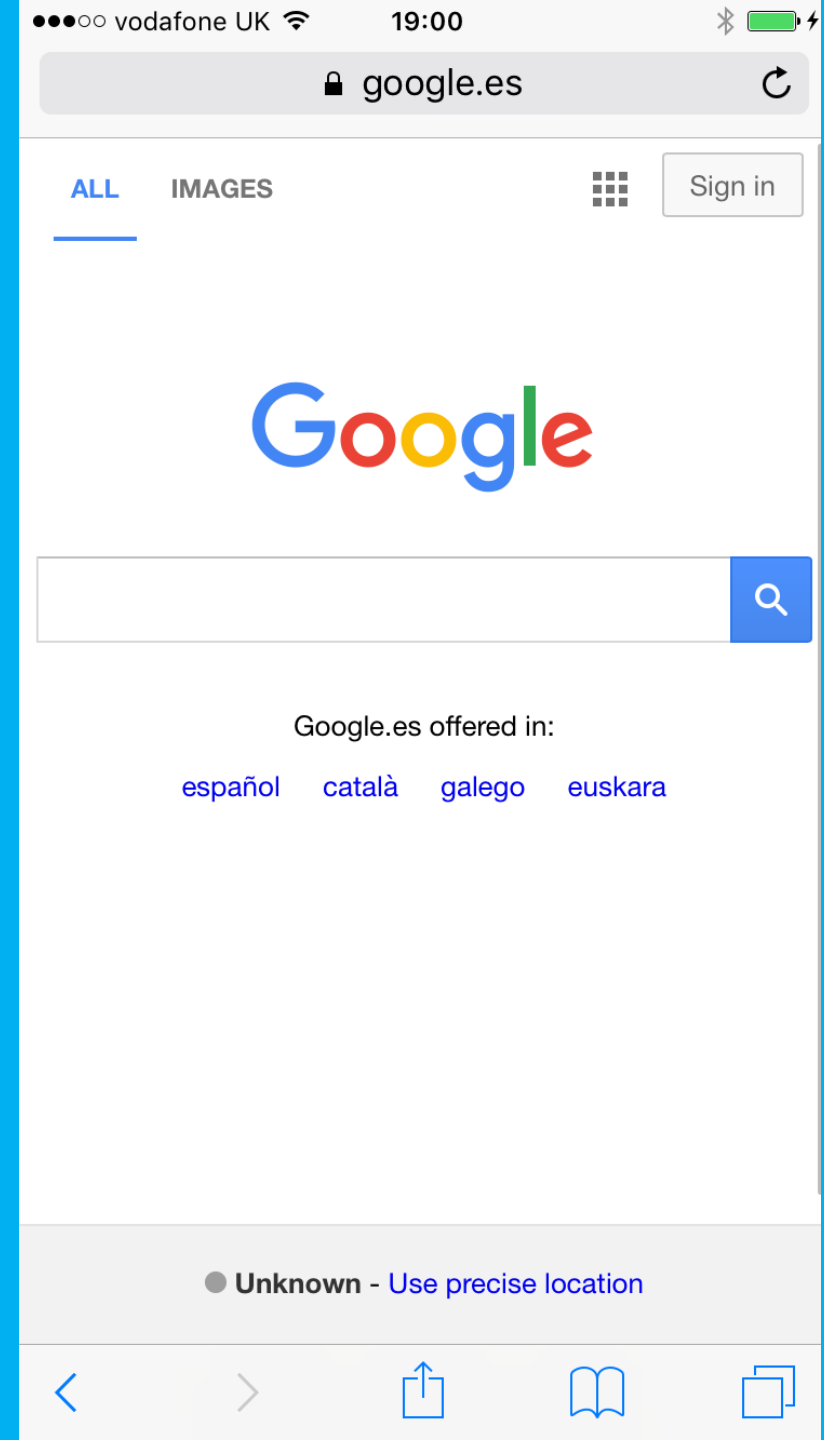 vodafone UK 19:00
google.es
ALL IMAGES Sign in
Google
Google.es offered in:
español català galego euskara
Unknown - Use precise location